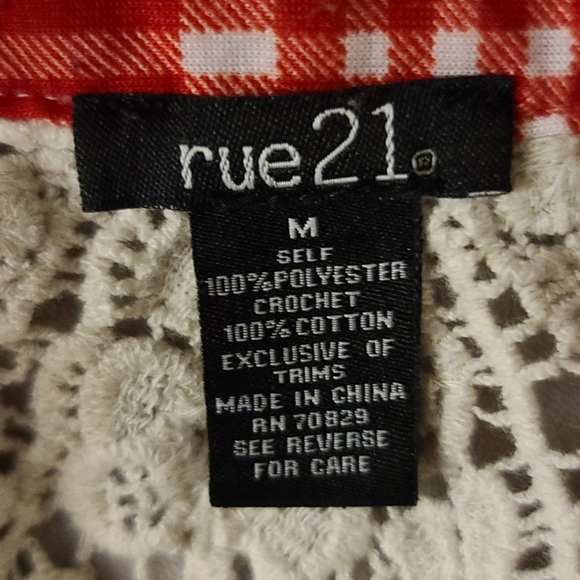 rue21®
M
SELF
100%POLYESTER
CROCHET
100%COTTON
EXCLUSIVE OF
TRIMS
MADE IN CHINA
RN 70829
SEE REVERSE
FOR CARE